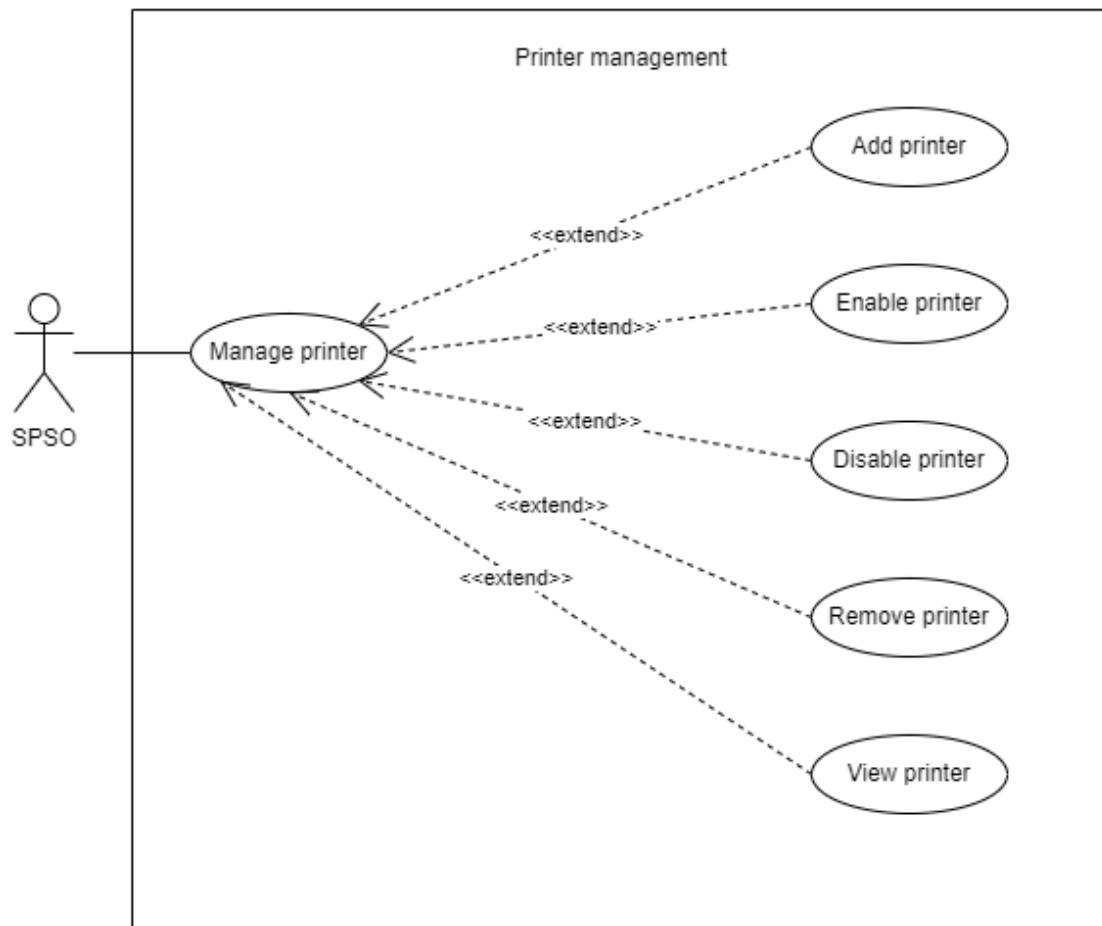 Printer management
Add printer
<<extend>>
Enable printer
<<extend>>
Manage printer
<<extend>>
SPSO
Disable printer
<<extend>>
<<extend>>
Remove printer
View printer